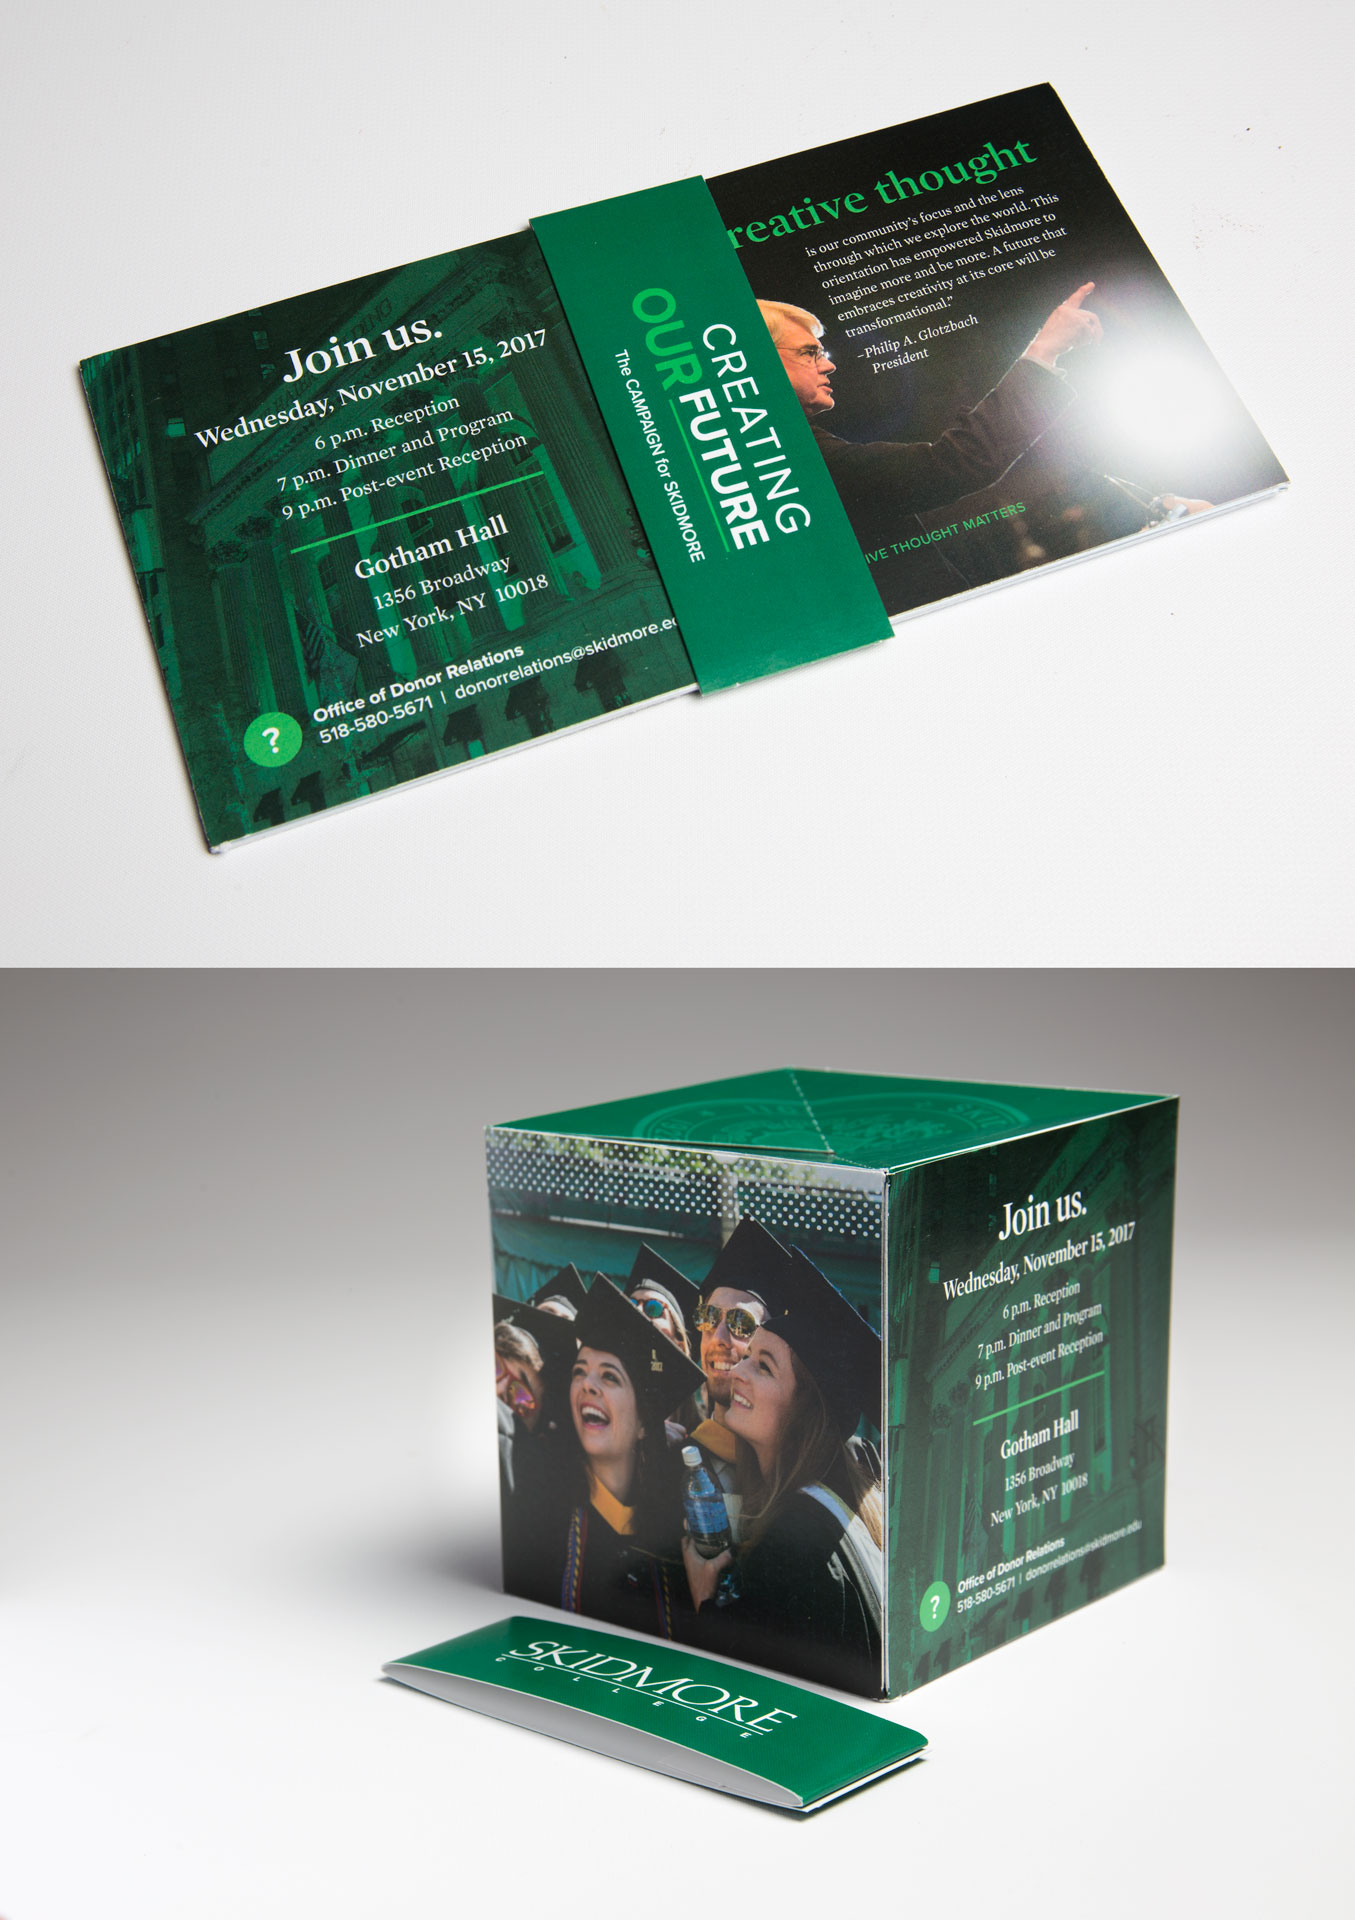 Join us.
Wednesday, November 15, 2017
6 p.m. Reception
7 p.m. Dinner and Program
9 p.m. Post-event Reception
Gotham Hall
1356 Broadway
New York, NY 10018
?
Office of Donor Relations
518-580-5671 | donorrelations@skidmore.ed
CREATING
OUR FUTURE
The CAMPAIGN for SKIDMORE
reative thought
is our community's focus and the lens
through which we explore the world. This
orientation has empowered Skidmore to
imagine more and be more. A future that
embraces creativity at its core will be
transformational."
–Philip A. Glotzbach
President
IVE THOUGHT MATTERS
SKID
2017
Join us.
Wednesday, November 15, 2017
6 p.m. Reception
7 p.m. Dinner and Program
9 p.m. Post-event Reception
Gotham Hall
1356 Broadway
New York, NY 10018
?
Office of Donor Relations
518-580-5671 | donorrelations@skidmore.edu
SKIDMORE
COLLEGE